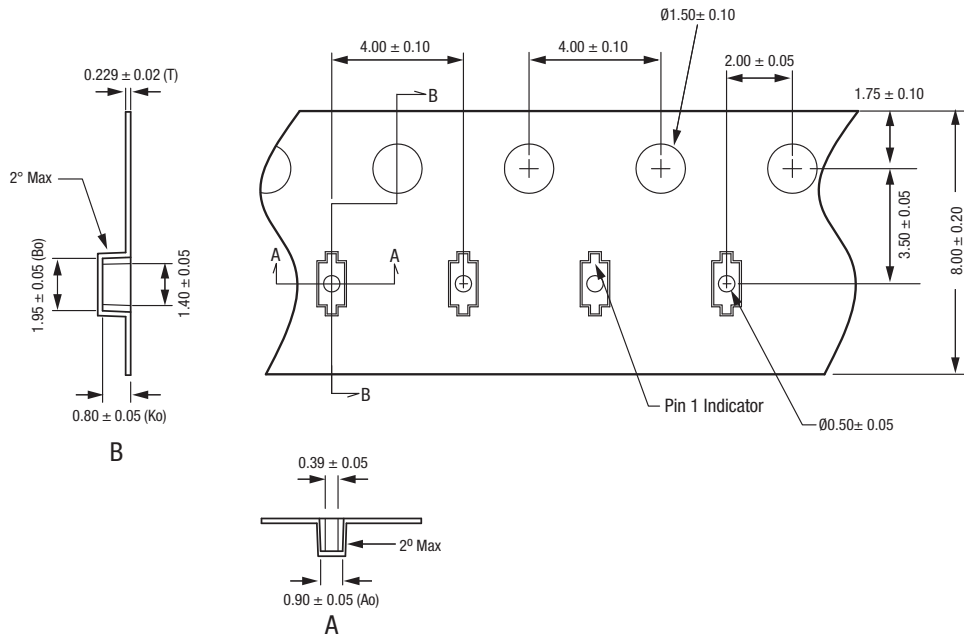 Ø1.50± 0.10
4.00 ± 0.10
4.00 ± 0.10
2.00 ± 0.05
0.229 ± 0.02 (T)
1.75 ± 0.10
B
2° Max
3.50 ± 0.05
8.00 ± 0.20
A
A
1.95 ± 0.05 (Bo)
1.40 ± 0.05
B
Pin 1 Indicator
0.80 ± 0.05 (Ko)
Ø0.50± 0.05
B
0.39 ± 0.05
2º Max
0.90 ± 0.05 (Ao)
A